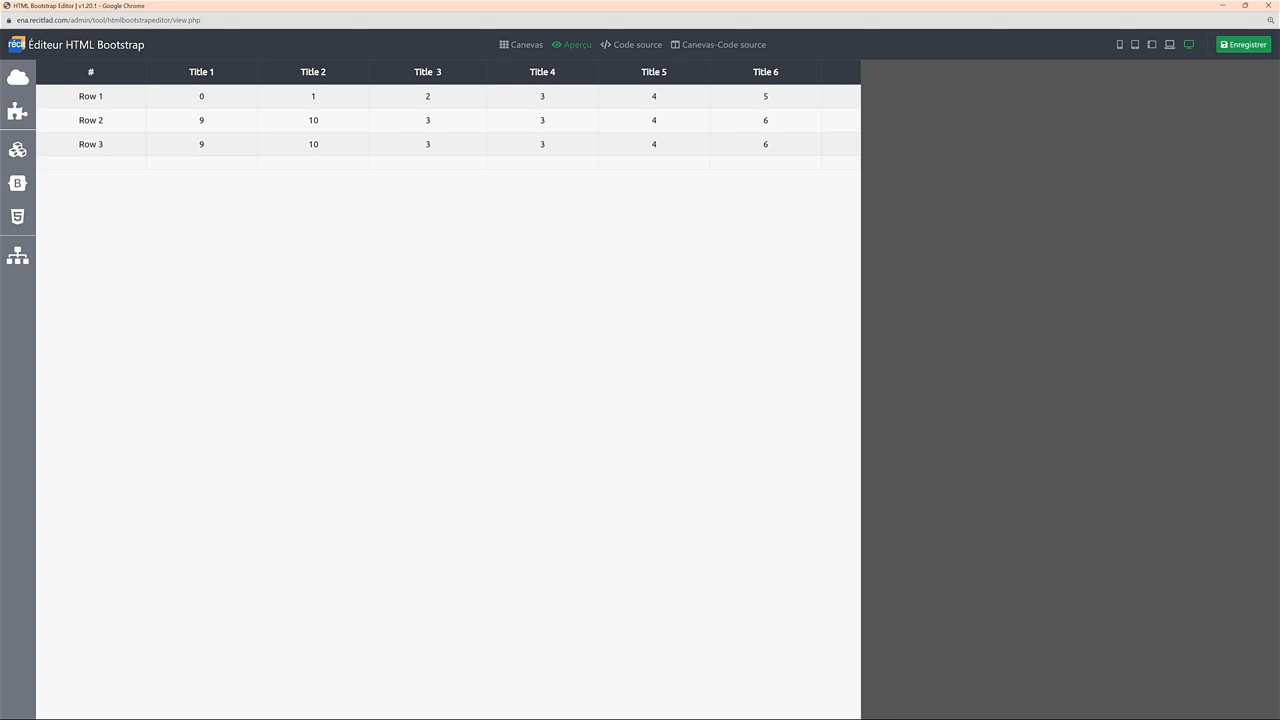 HTML Bootstrap Editor | v1.20.1 - Google Chrome
ena.recitfad.com/admin/tool/htmlbootstrapeditor/view.php
récit Éditeur HTML Bootstrap Canevas Aperçu Code source Canevas-Code source Enregistrer
# Title 1 Title 2 Title 3 Title 4 Title 5 Title 6
Row 1 0 1 2 3 4 5
Row 2 9 10 3 3 4 6
Row 3 9 10 3 3 4 6
B
5